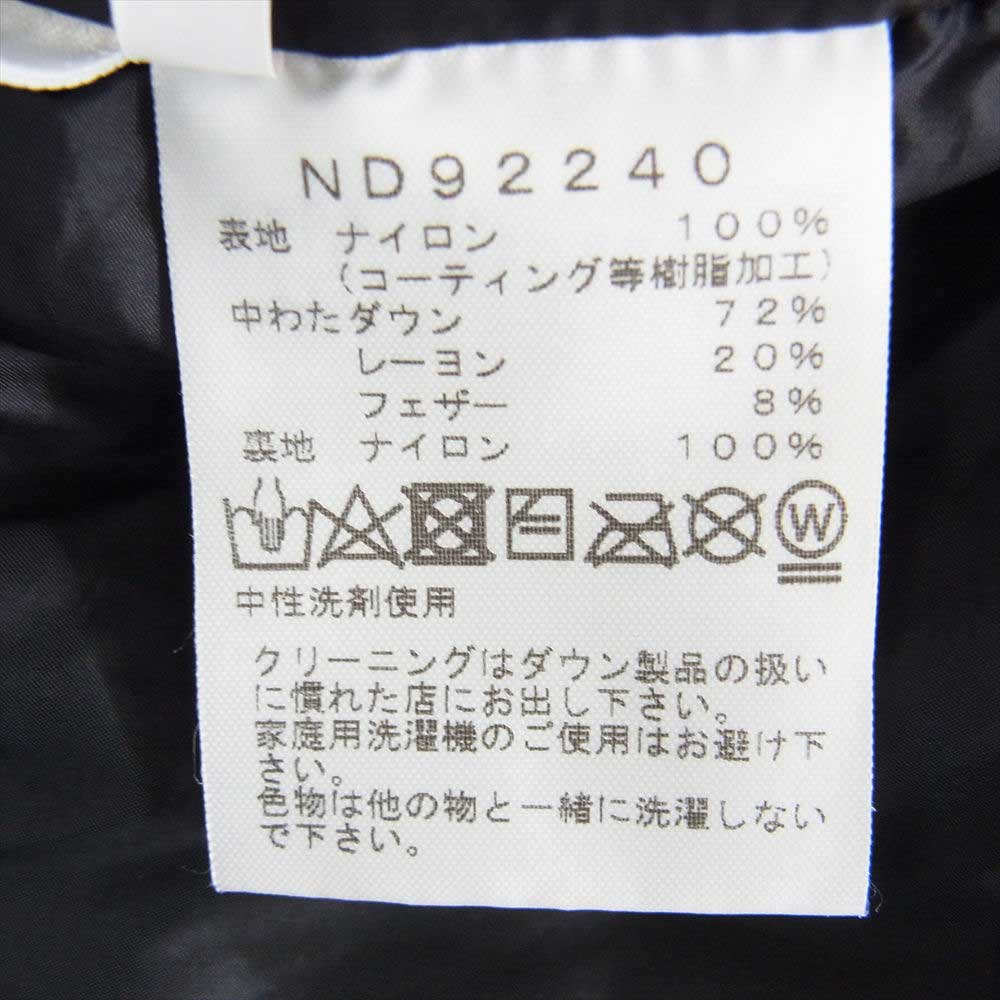 ND92240
表地 ナイロン 100%
(コーティング等樹脂加工)
中わたダウン 72%
レーヨン 20%
フェザー 8%
裏地 ナイロン 100%
W
中性洗剤使用
クリーニングはダウン製品の扱い
に慣れた店にお出し下さい。
家庭用洗濯機のご使用はお避け下
さい。
色物は他の物と一緒に洗濯しない
で下さい。